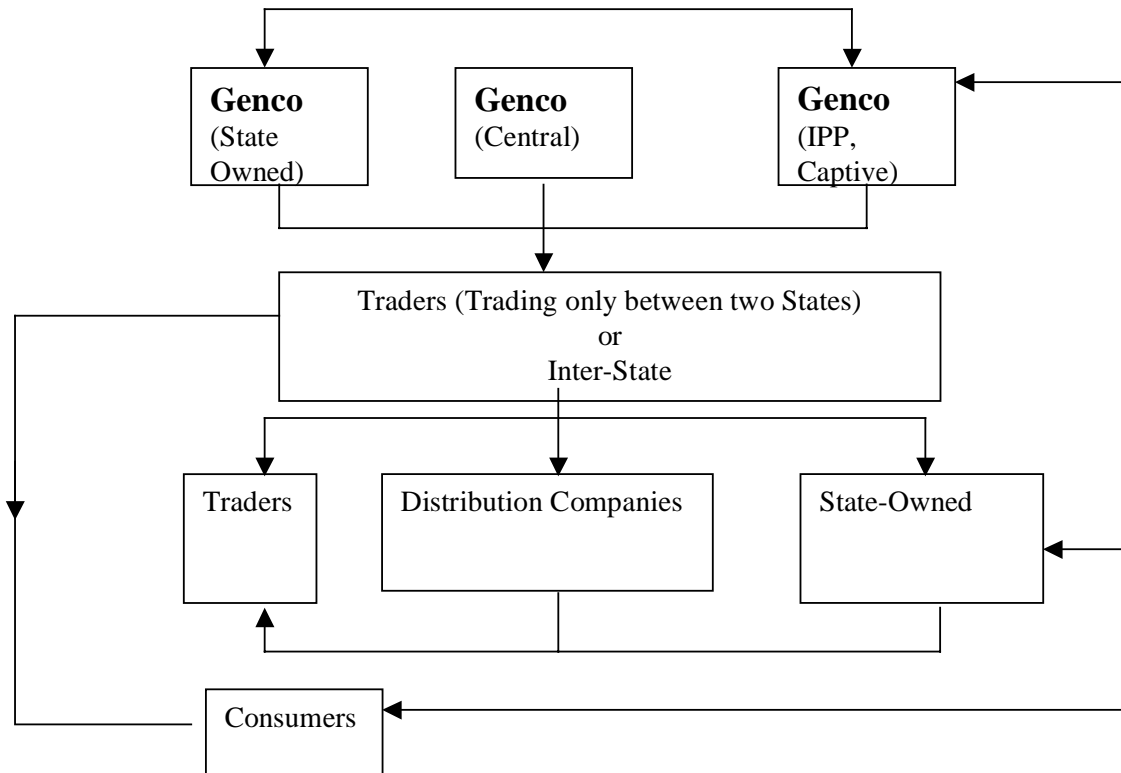 Genco
(State
Owned)
Genco
(Central)
Genco
(IPP,
Captive)
Traders (Trading only between two States)
or
Inter-State
Traders
Distribution Companies
State-Owned
Consumers